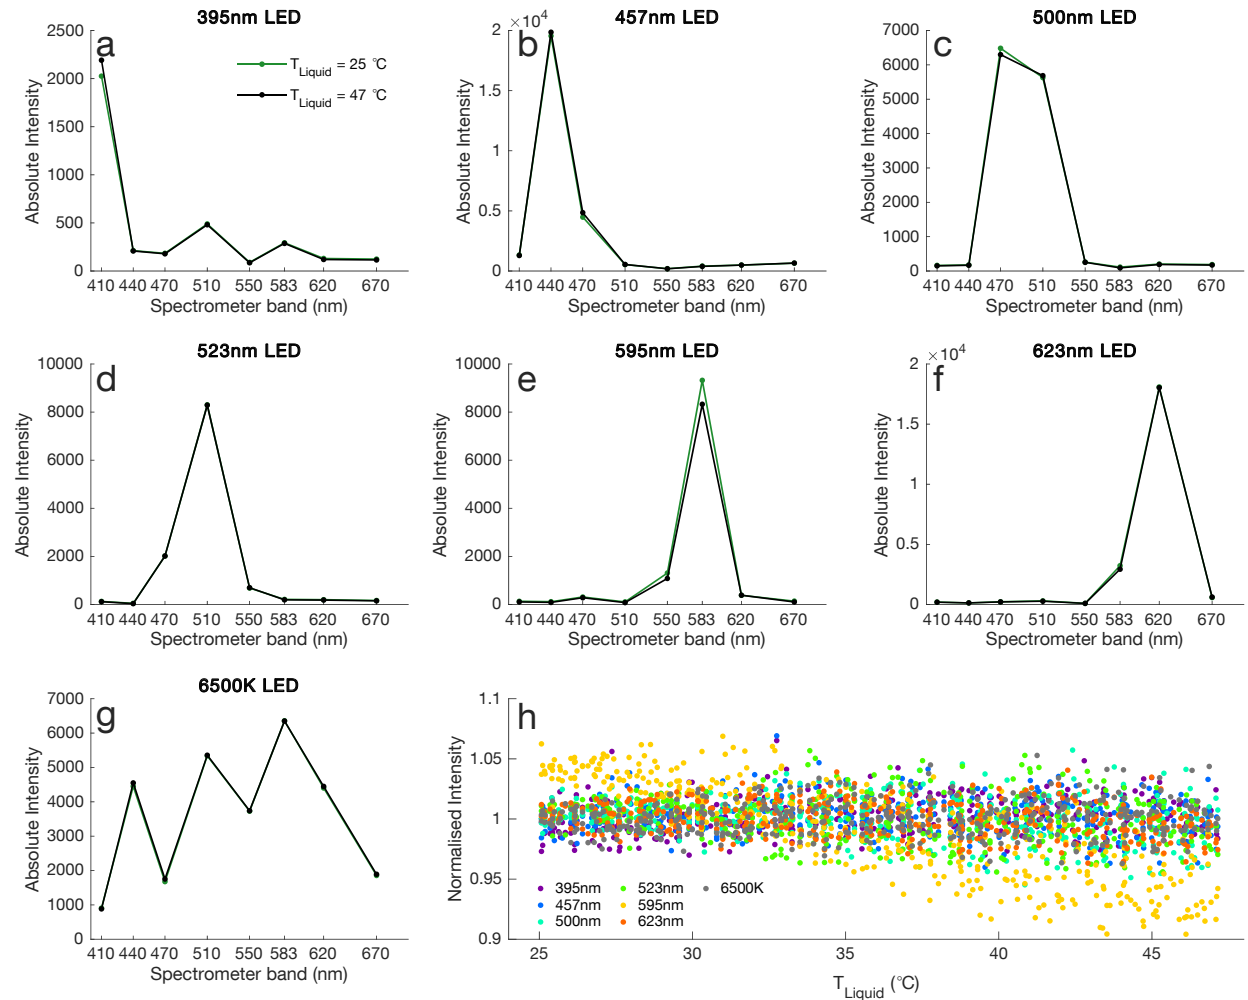 395nm LED
a
2500
2000
1500
1000
500
0
Absolute Intensity
T_Liquid = 25 °C
T_Liquid = 47 °C
410 440 470 510 550 583 620 670
Spectrometer band (nm)
457nm LED
b
×10⁴
2
1.5
1
0.5
0
Absolute Intensity
410 440 470 510 550 583 620 670
Spectrometer band (nm)
500nm LED
c
7000
6000
5000
4000
3000
2000
1000
0
Absolute Intensity
410 440 470 510 550 583 620 670
Spectrometer band (nm)
523nm LED
d
10000
8000
6000
4000
2000
0
Absolute Intensity
410 440 470 510 550 583 620 670
Spectrometer band (nm)
595nm LED
e
10000
8000
6000
4000
2000
0
Absolute Intensity
410 440 470 510 550 583 620 670
Spectrometer band (nm)
623nm LED
f
×10⁴
2
1.5
1
0.5
0
Absolute Intensity
410 440 470 510 550 583 620 670
Spectrometer band (nm)
6500K LED
g
7000
6000
5000
4000
3000
2000
1000
0
Absolute Intensity
410 440 470 510 550 583 620 670
Spectrometer band (nm)
h
1.1
1.05
1
0.95
0.9
Normalised Intensity
395nm 523nm 6500K
457nm 595nm
500nm 623nm
25 30 35 40 45
T_Liquid (°C)